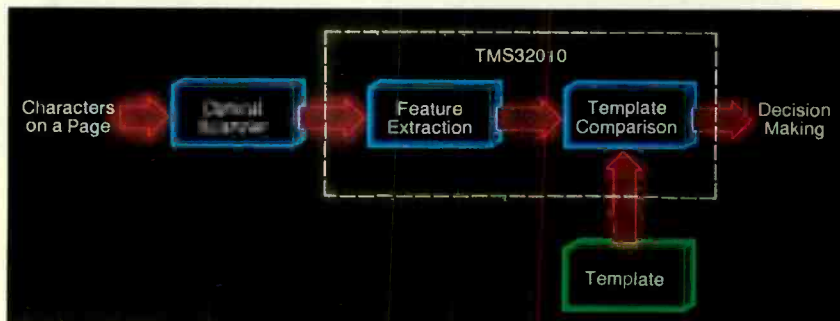 TMS32010
Characters
on a Page
Feature
Extraction
Template
Comparison
Decision
Making
Template